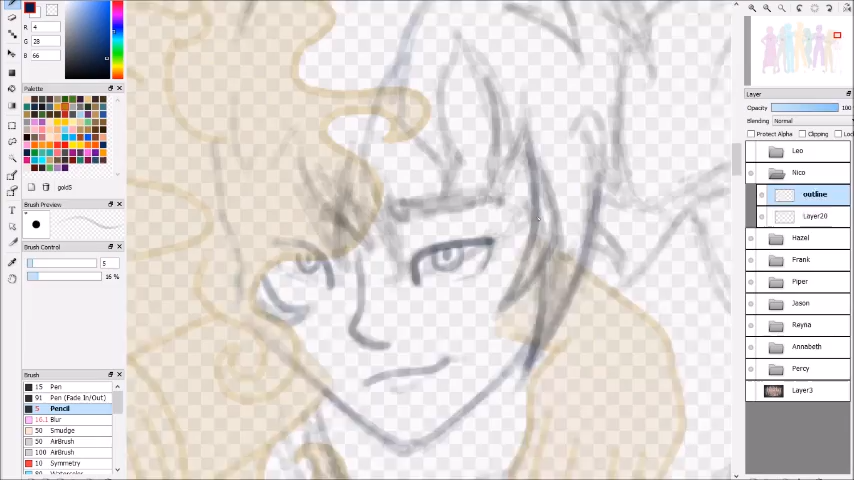 R 4
G 28
B 66
Palette
gold5
Brush Preview
Brush Control
5
16 %
Brush
15 Pen
91 Pen (Fade In/Out)
5 Pencil
10.1 Blur
50 Smudge
50 AirBrush
100 AirBrush
10 Symmetry
Layer
Opacity 100
Blending Normal
Protect Alpha Clipping
Leo
Nico
outline
Layer20
Hazel
Frank
Piper
Jason
Reyna
Annabeth
Percy
Layer3